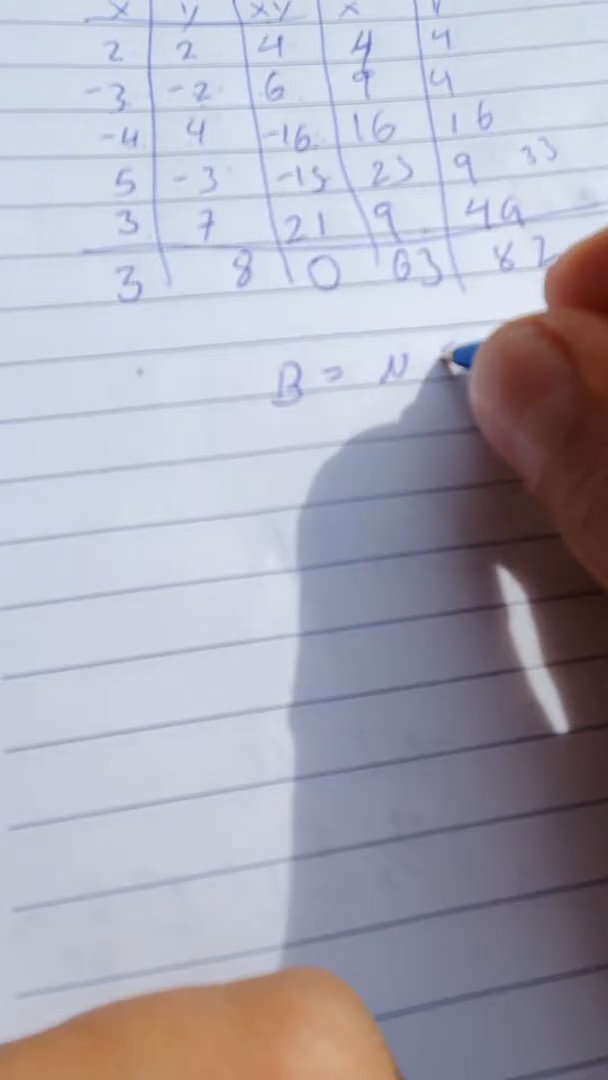 x y xy x y
2 2 4 4 4
-3 -2 6 9 4
-4 4 -16 16 16
5 -3 -15 25 9 33
3 7 21 9 49
3 8 0 63 82
B = N